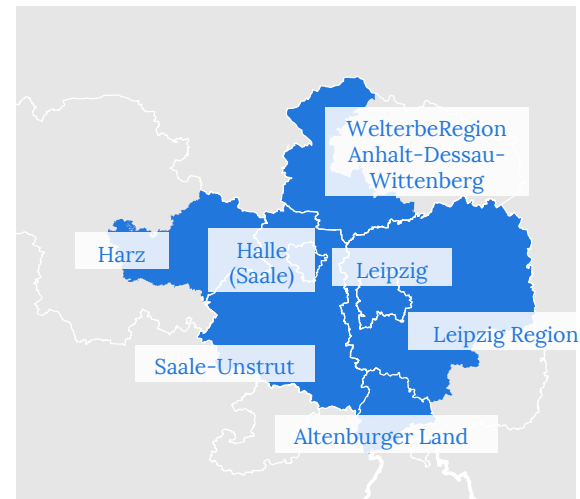 WelterbeRegion
Anhalt-Dessau-
Wittenberg
Harz
Halle
(Saale)
Leipzig
Leipzig Region
Saale-Unstrut
Altenburger Land